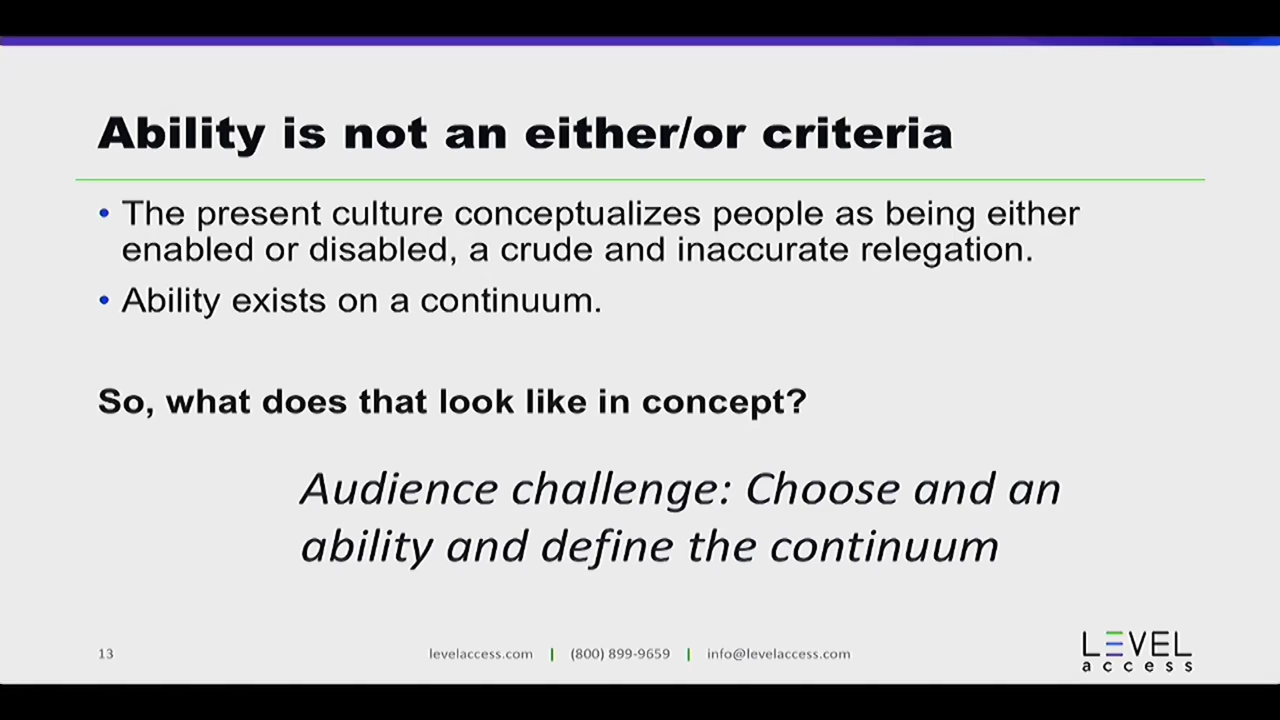 Ability is not an either/or criteria
• The present culture conceptualizes people as being either
enabled or disabled, a crude and inaccurate relegation.
• Ability exists on a continuum.
So, what does that look like in concept?
Audience challenge: Choose and an
ability and define the continuum
13
levelaccess.com | (800) 899-9659 | info@levelaccess.com
LEVEL
access